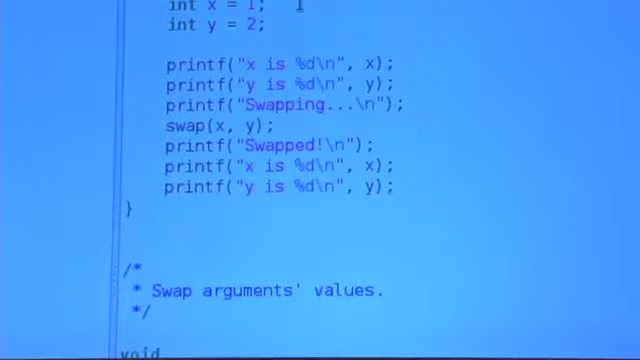 int x = 1;
int y = 2;
printf("x is %d\n", x);
printf("y is %d\n", y);
printf("Swapping...\n");
swap(x, y);
printf("Swapped!\n");
printf("x is %d\n", x);
printf("y is %d\n", y);
}
/*
* Swap arguments' values.
*/
void